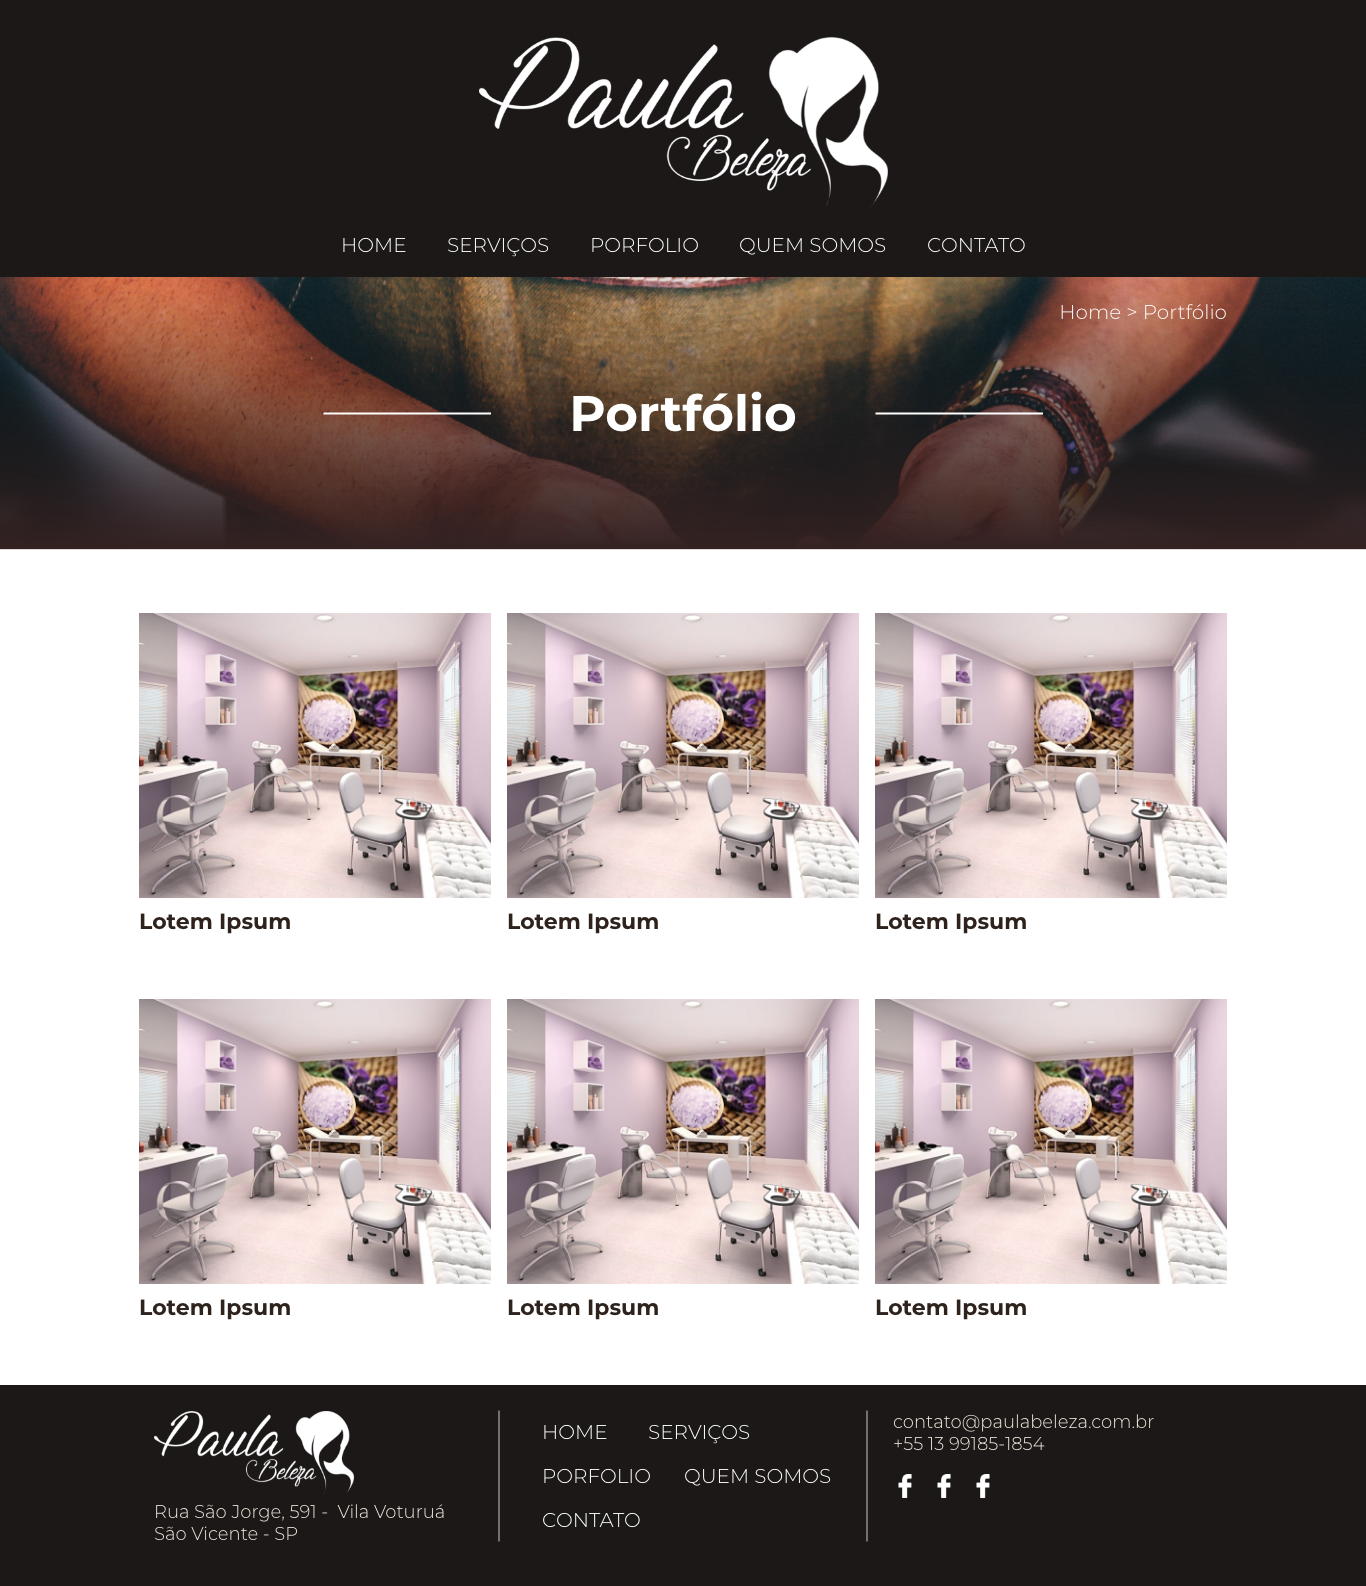 Paula
Beleza
HOME SERVIÇOS PORFOLIO QUEM SOMOS CONTATO
Home > Portfólio
Portfólio
Lotem Ipsum Lotem Ipsum Lotem Ipsum
Lotem Ipsum Lotem Ipsum Lotem Ipsum
Paula
Beleza
Rua São Jorge, 591 - Vila Voturuá
São Vicente - SP
HOME SERVIÇOS
PORFOLIO QUEM SOMOS
CONTATO
contato@paulabeleza.com.br
+55 13 99185-1854
f f f